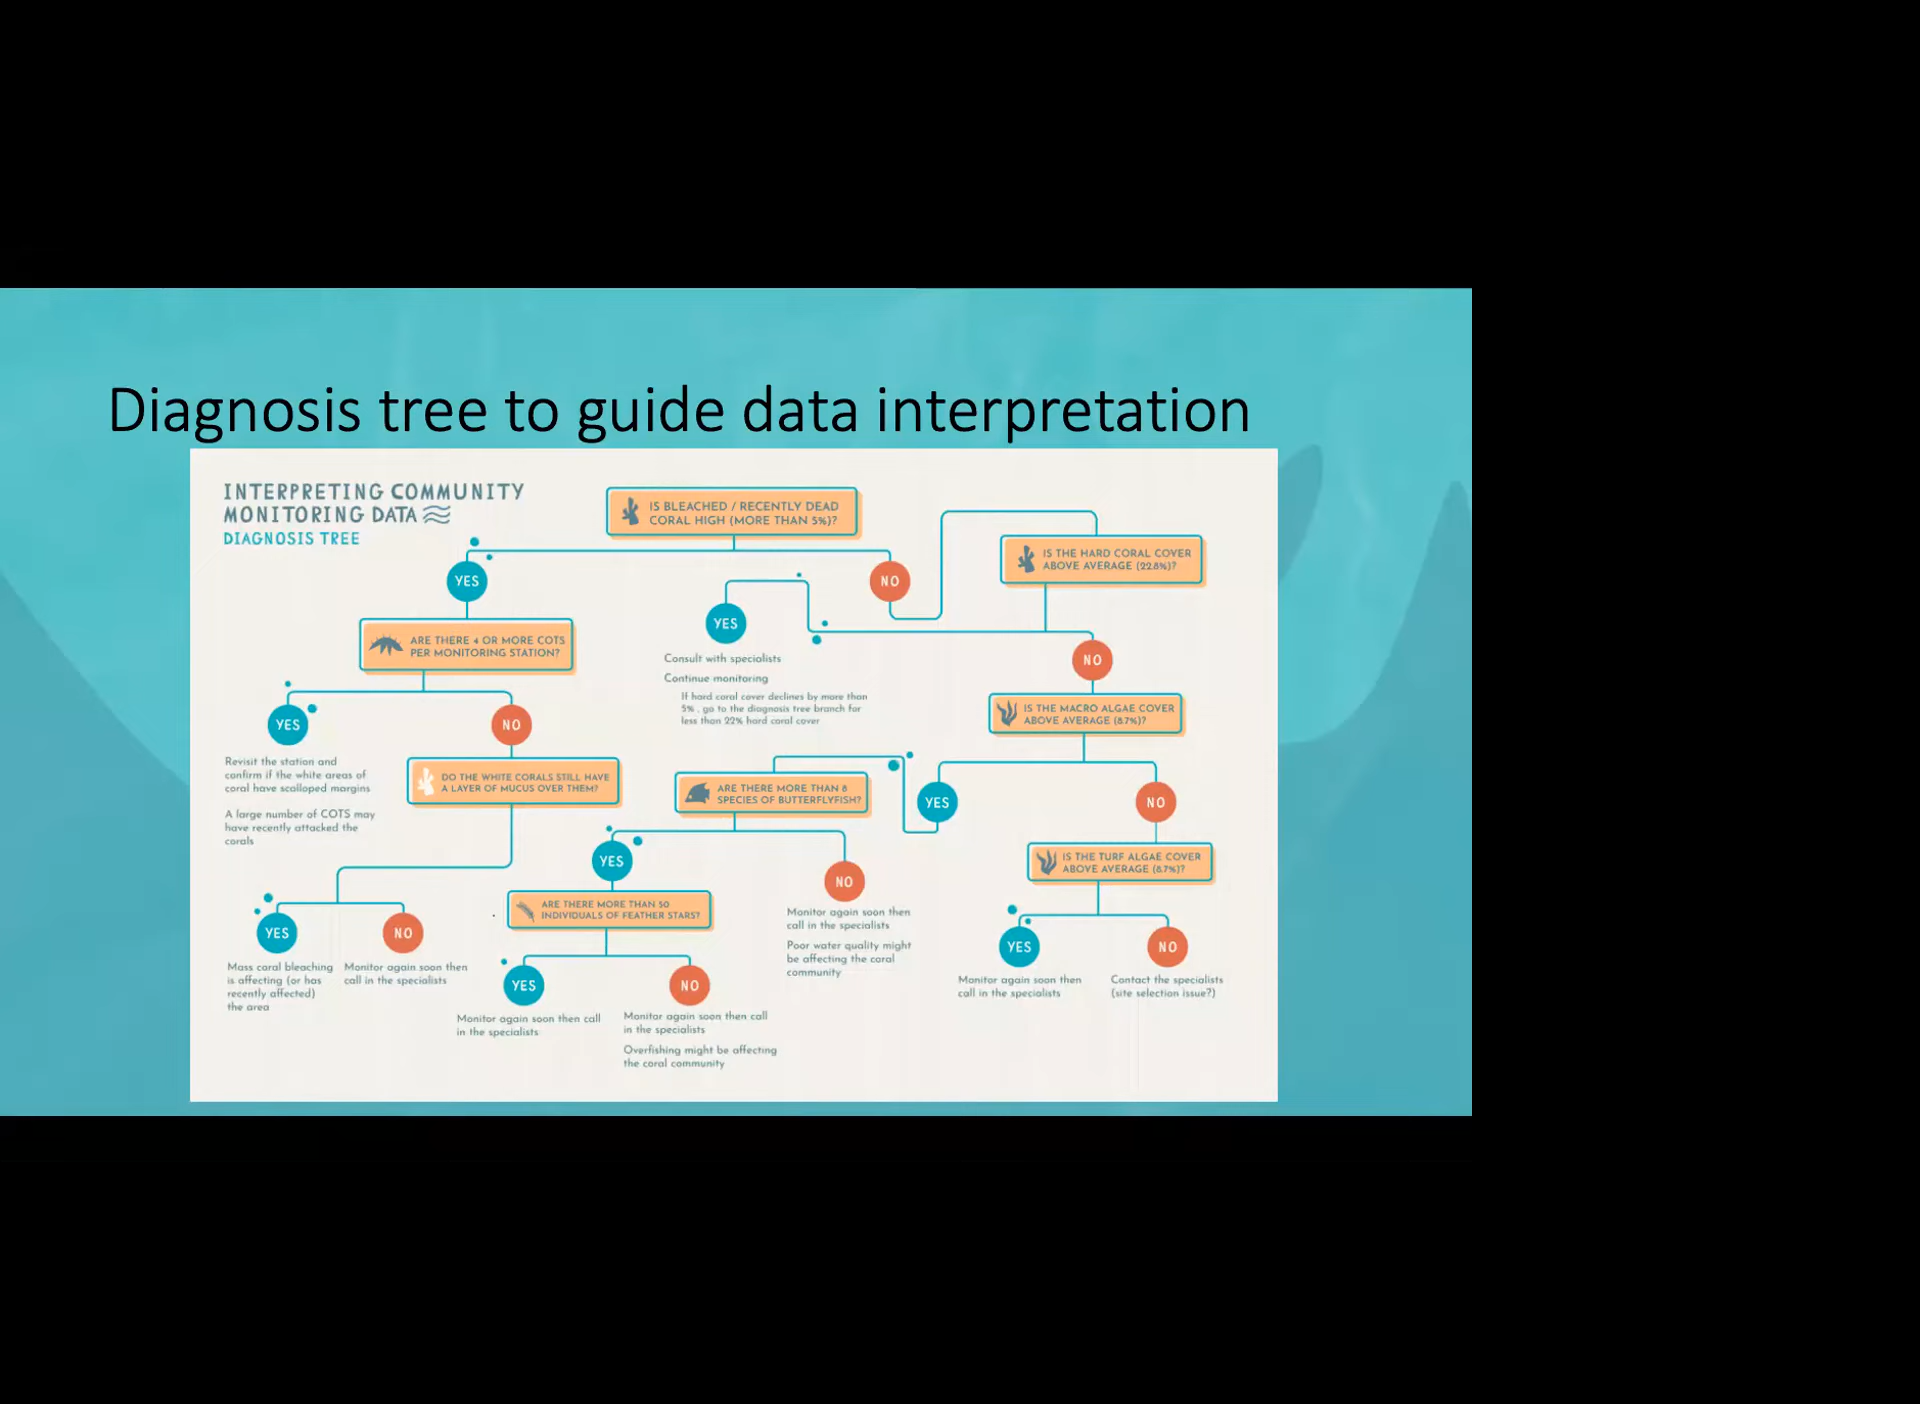 Diagnosis tree to guide data interpretation
INTERPRETING COMMUNITY
MONITORING DATA
DIAGNOSIS TREE
IS BLEACHED / RECENTLY DEAD
CORAL HIGH (MORE THAN 5%)?
YES
NO
ARE THERE 4 OR MORE COTS
PER MONITORING STATION?
YES
NO
Revisit the station and
confirm if the white areas of
coral have scalloped margins
A large number of COTS may
have recently attacked the
corals
DO THE WHITE CORALS STILL HAVE
A LAYER OF MUCUS OVER THEM?
YES
NO
Mass coral bleaching
is affecting (or has
recently affected)
the area
Monitor again soon then
call in the specialists
IS THE HARD CORAL COVER
ABOVE AVERAGE (22.8%)?
YES
NO
Consult with specialists
Continue monitoring
If hard coral cover declines by more than
5% , go to the diagnosis tree branch for
less than 22% hard coral cover
IS THE MACRO ALGAE COVER
ABOVE AVERAGE (8.7%)?
YES
NO
ARE THERE MORE THAN 8
SPECIES OF BUTTERFLYFISH?
YES
NO
ARE THERE MORE THAN 50
INDIVIDUALS OF FEATHER STARS?
YES
NO
Monitor again soon then call
in the specialists
Monitor again soon then call
in the specialists
Overfishing might be affecting
the coral community
Monitor again soon then
call in the specialists
Poor water quality might
be affecting the coral
community
IS THE TURF ALGAE COVER
ABOVE AVERAGE (8.7%)?
YES
NO
Monitor again soon then
call in the specialists
Contact the specialists
(site selection issue?)